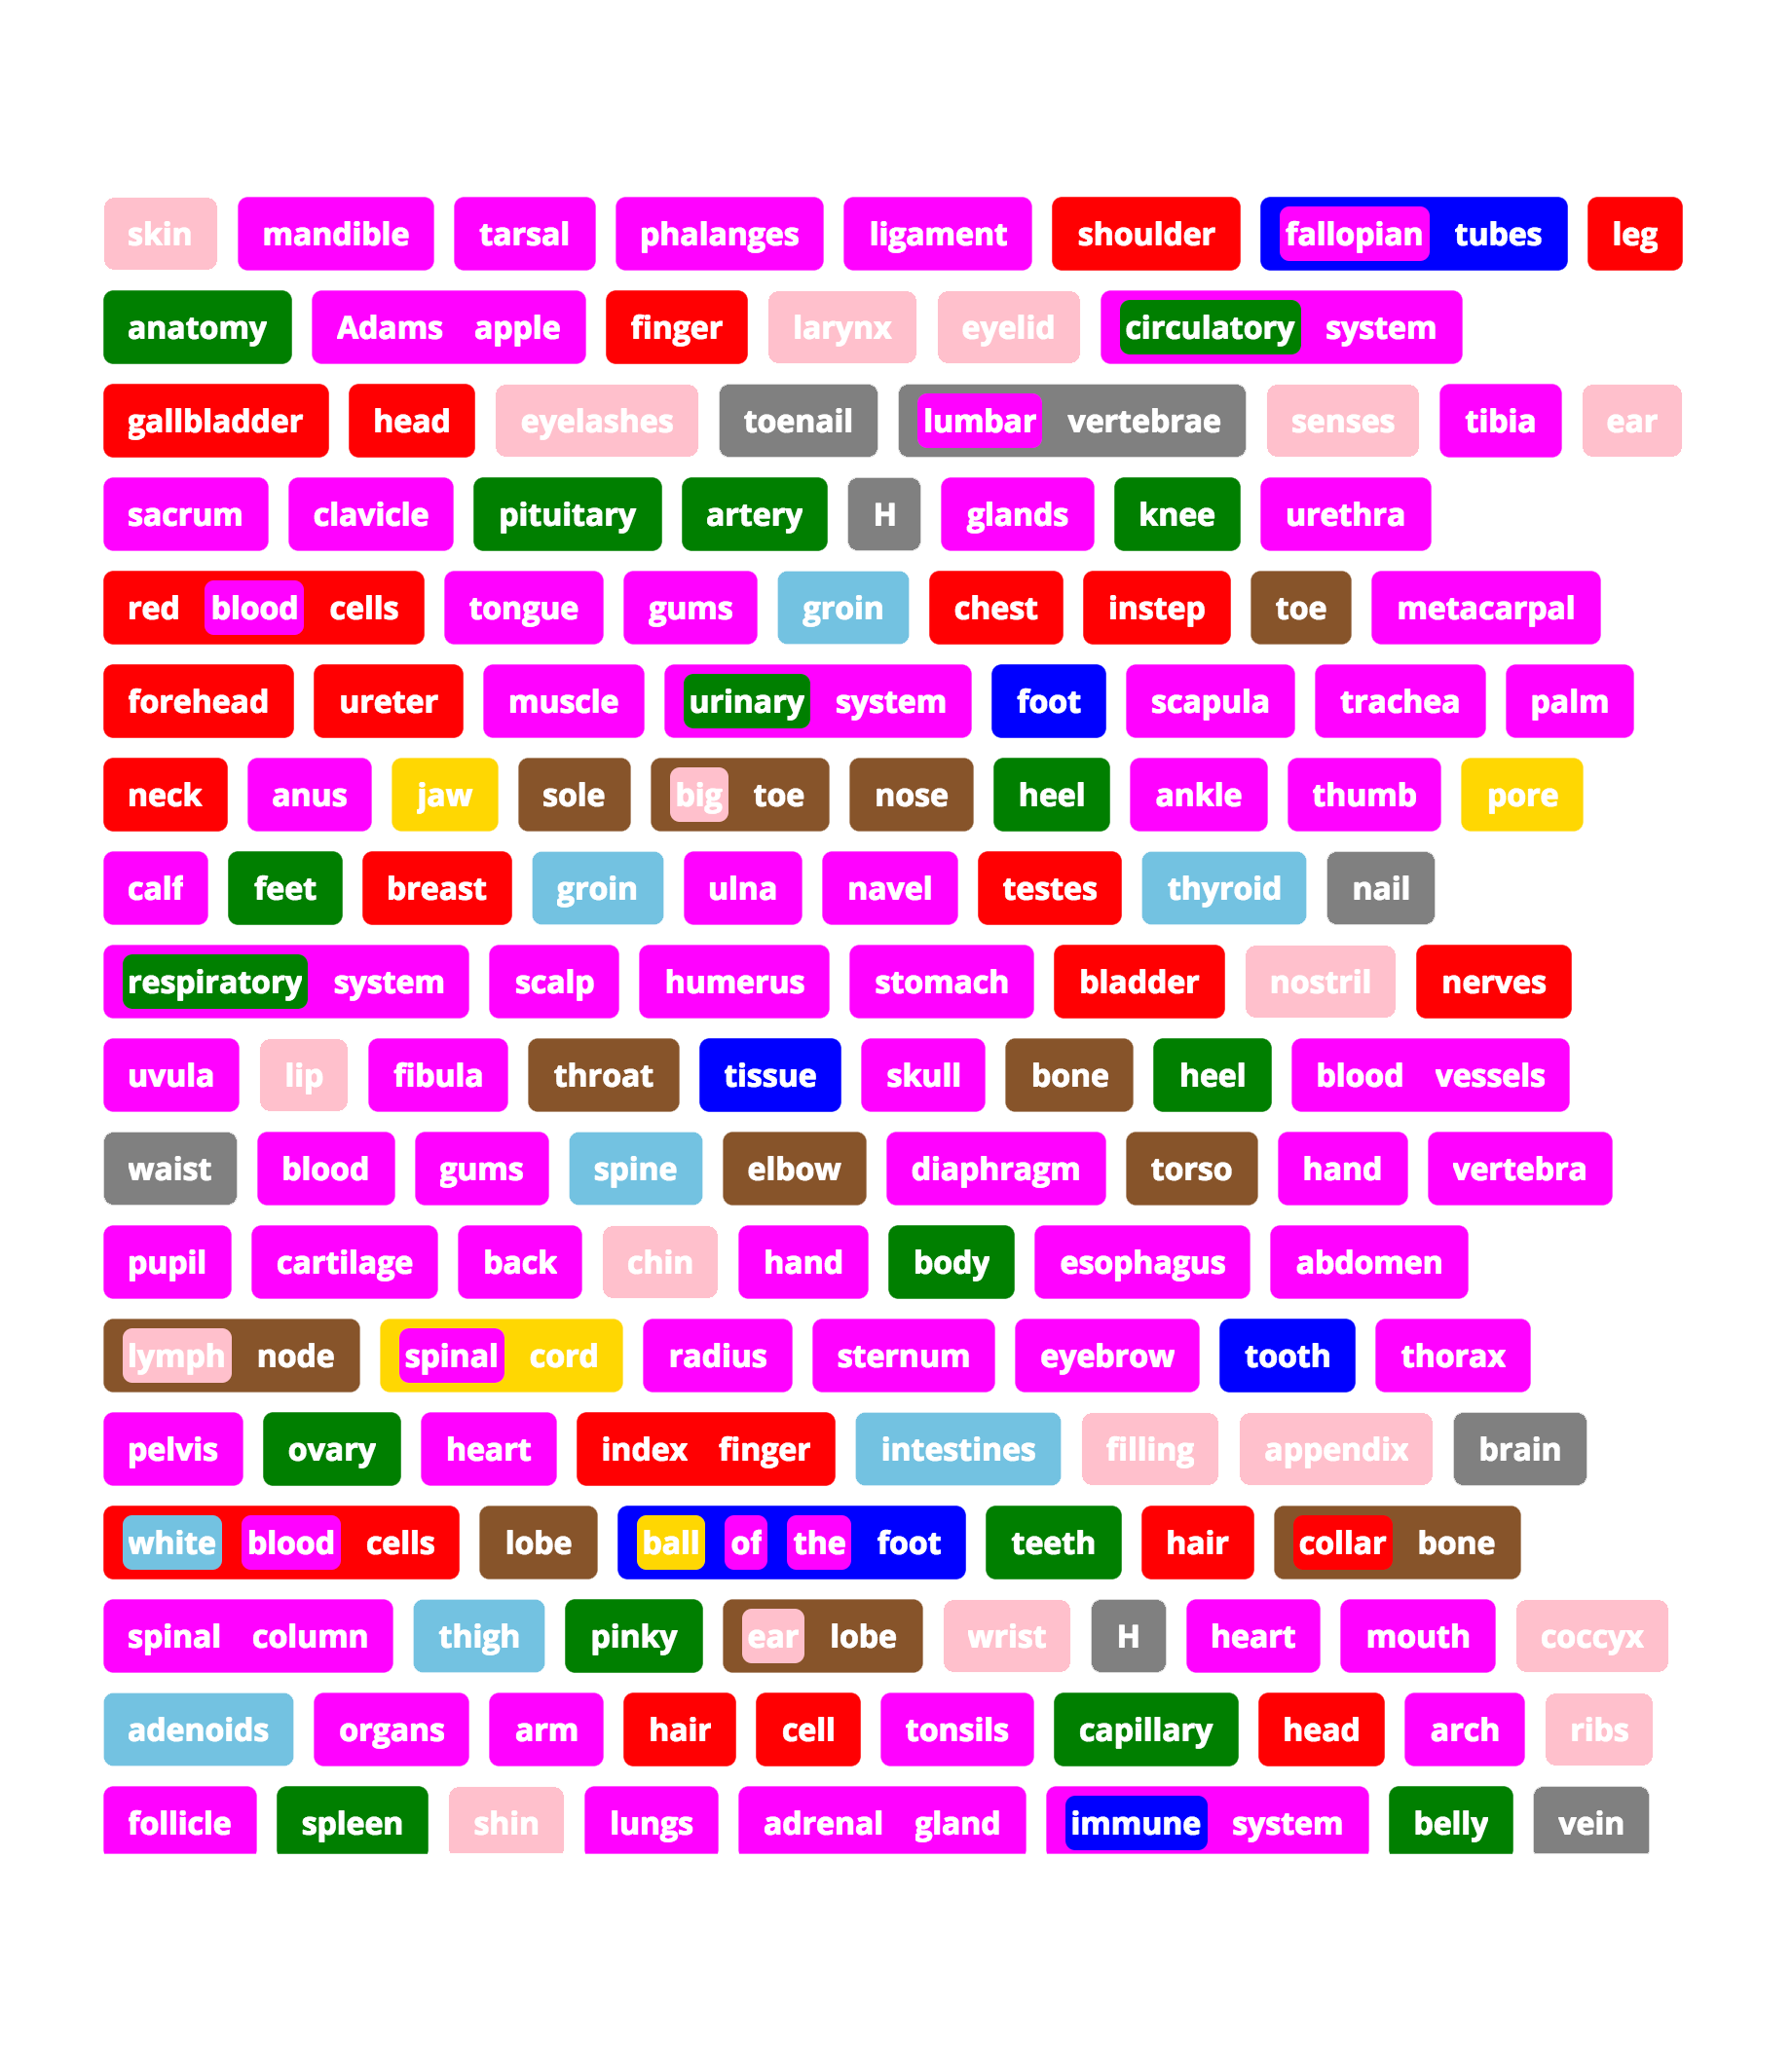 skin mandible tarsal phalanges ligament shoulder fallopian tubes leg
anatomy Adams apple finger larynx eyelid circulatory system
gallbladder head eyelashes toenail lumbar vertebrae senses tibia ear
sacrum clavicle pituitary artery H glands knee urethra
red blood cells tongue gums groin chest instep toe metacarpal
forehead ureter muscle urinary system foot scapula trachea palm
neck anus jaw sole big toe nose heel ankle thumb pore
calf feet breast groin ulna navel testes thyroid nail
respiratory system scalp humerus stomach bladder nostril nerves
uvula lip fibula throat tissue skull bone heel blood vessels
waist blood gums spine elbow diaphragm torso hand vertebra
pupil cartilage back chin hand body esophagus abdomen
lymph node spinal cord radius sternum eyebrow tooth thorax
pelvis ovary heart index finger intestines filling appendix brain
white blood cells lobe ball of the foot teeth hair collar bone
spinal column thigh pinky ear lobe wrist H heart mouth coccyx
adenoids organs arm hair cell tonsils capillary head arch ribs
follicle spleen shin lungs adrenal gland immune system belly vein